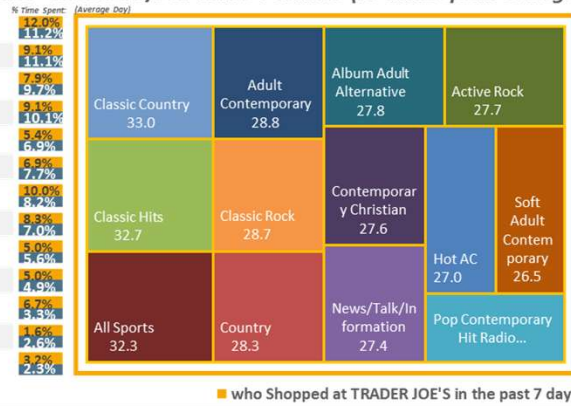 % Time Spent: (Average Day)
12.0%
11.2%
9.1%
11.1%
7.9%
9.7%
9.1%
10.1%
5.4%
6.9%
6.9%
7.7%
10.0%
8.2%
8.3%
7.0%
5.0%
5.6%
5.0%
4.9%
6.7%
3.3%
1.6%
2.6%
3.2%
2.3%
Classic Country
33.0
Adult
Contemporary
28.8
Album Adult
Alternative
27.8
Active Rock
27.7
Classic Hits
32.7
Classic Rock
28.7
Contemporar
y Christian
27.6
Hot AC
27.0
Soft
Adult
Contem
porary
26.5
All Sports
32.3
Country
28.3
News/Talk/In
formation
27.4
Pop Contemporary
Hit Radio...
who Shopped at TRADER JOE'S in the past 7 day